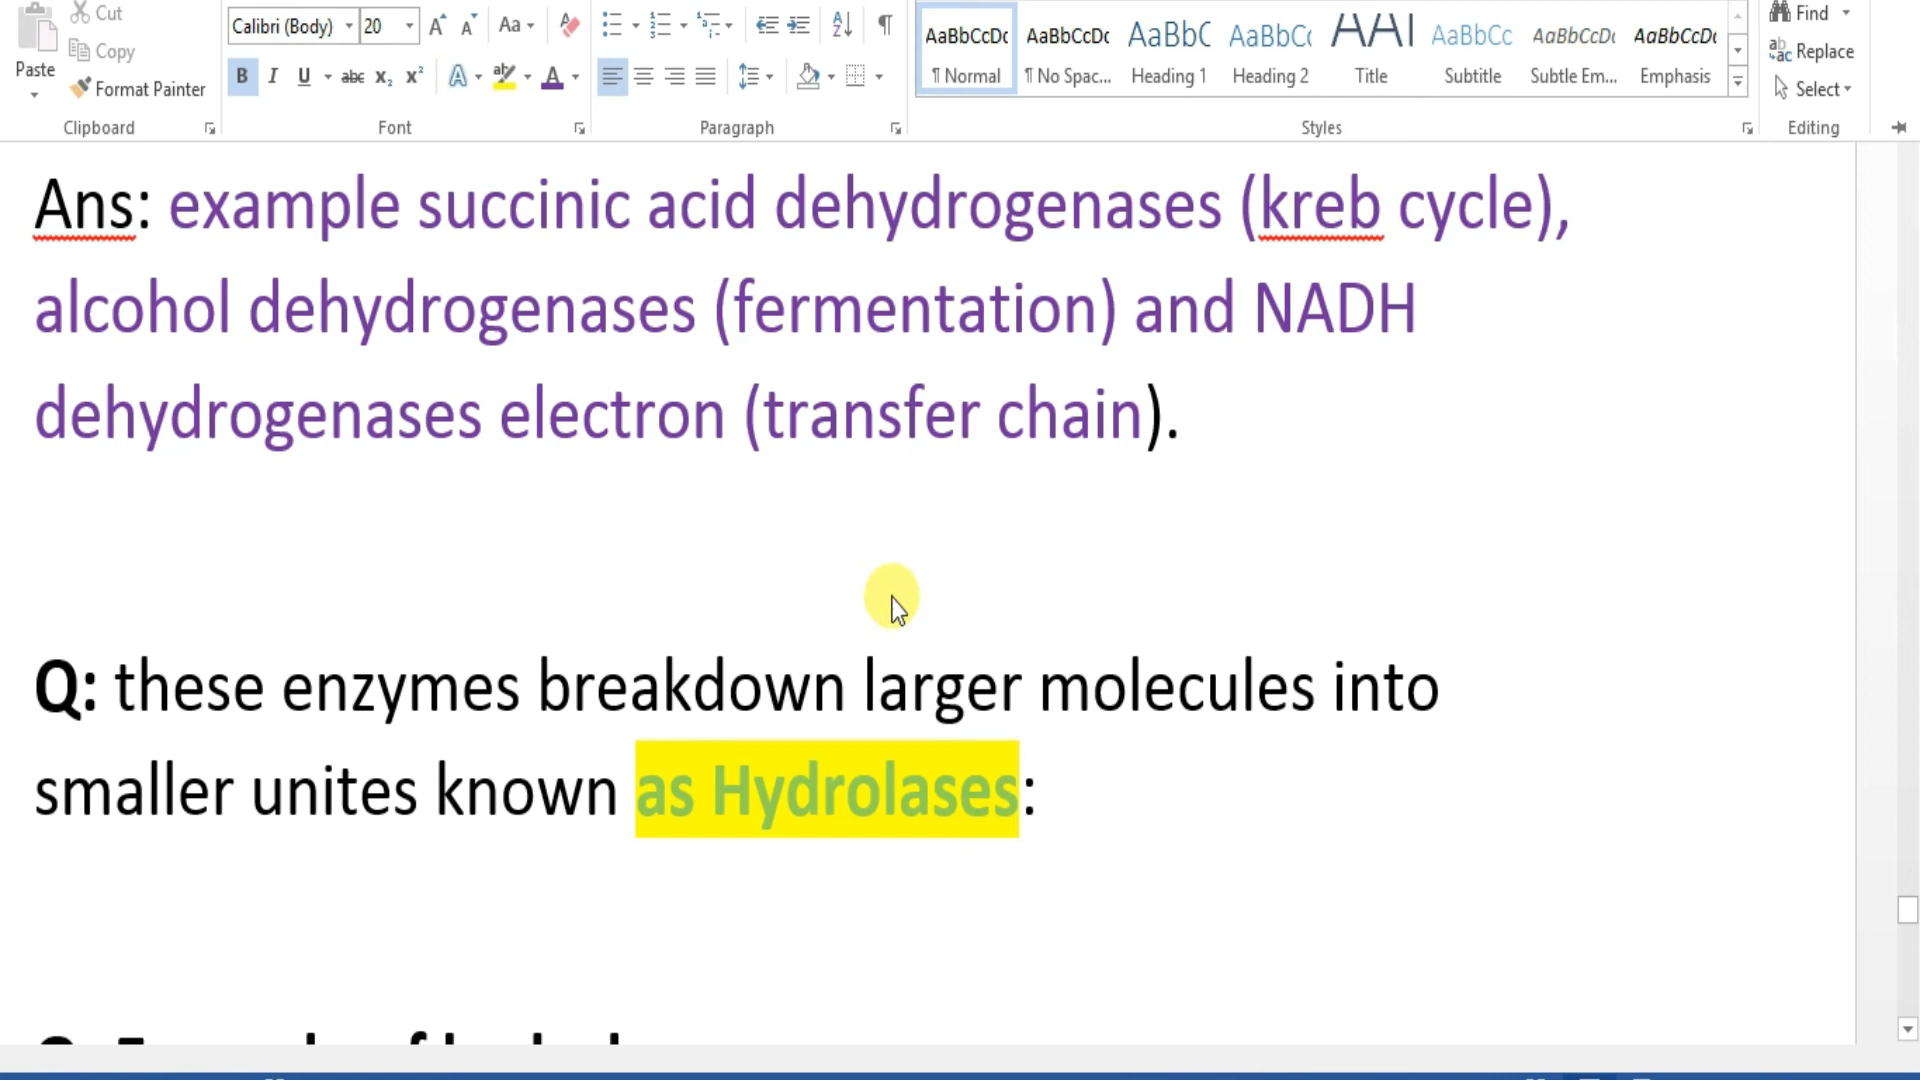 Cut
Copy
Paste
Format Painter
Clipboard
Calibri (Body) 20
Aa
B I U abc x₂ x²
A ab A
Font
Paragraph
AaBbCcDc AaBbCcDc AaBbC AaBbCc AAI AaBbCc AaBbCcDc AaBbCcDc
¶ Normal ¶ No Spac... Heading 1 Heading 2 Title Subtitle Subtle Em... Emphasis
Styles
Find
Replace
Select
Editing
Ans: example succinic acid dehydrogenases (kreb cycle),
alcohol dehydrogenases (fermentation) and NADH
dehydrogenases electron (transfer chain).
Q: these enzymes breakdown larger molecules into
smaller unites known as Hydrolases: